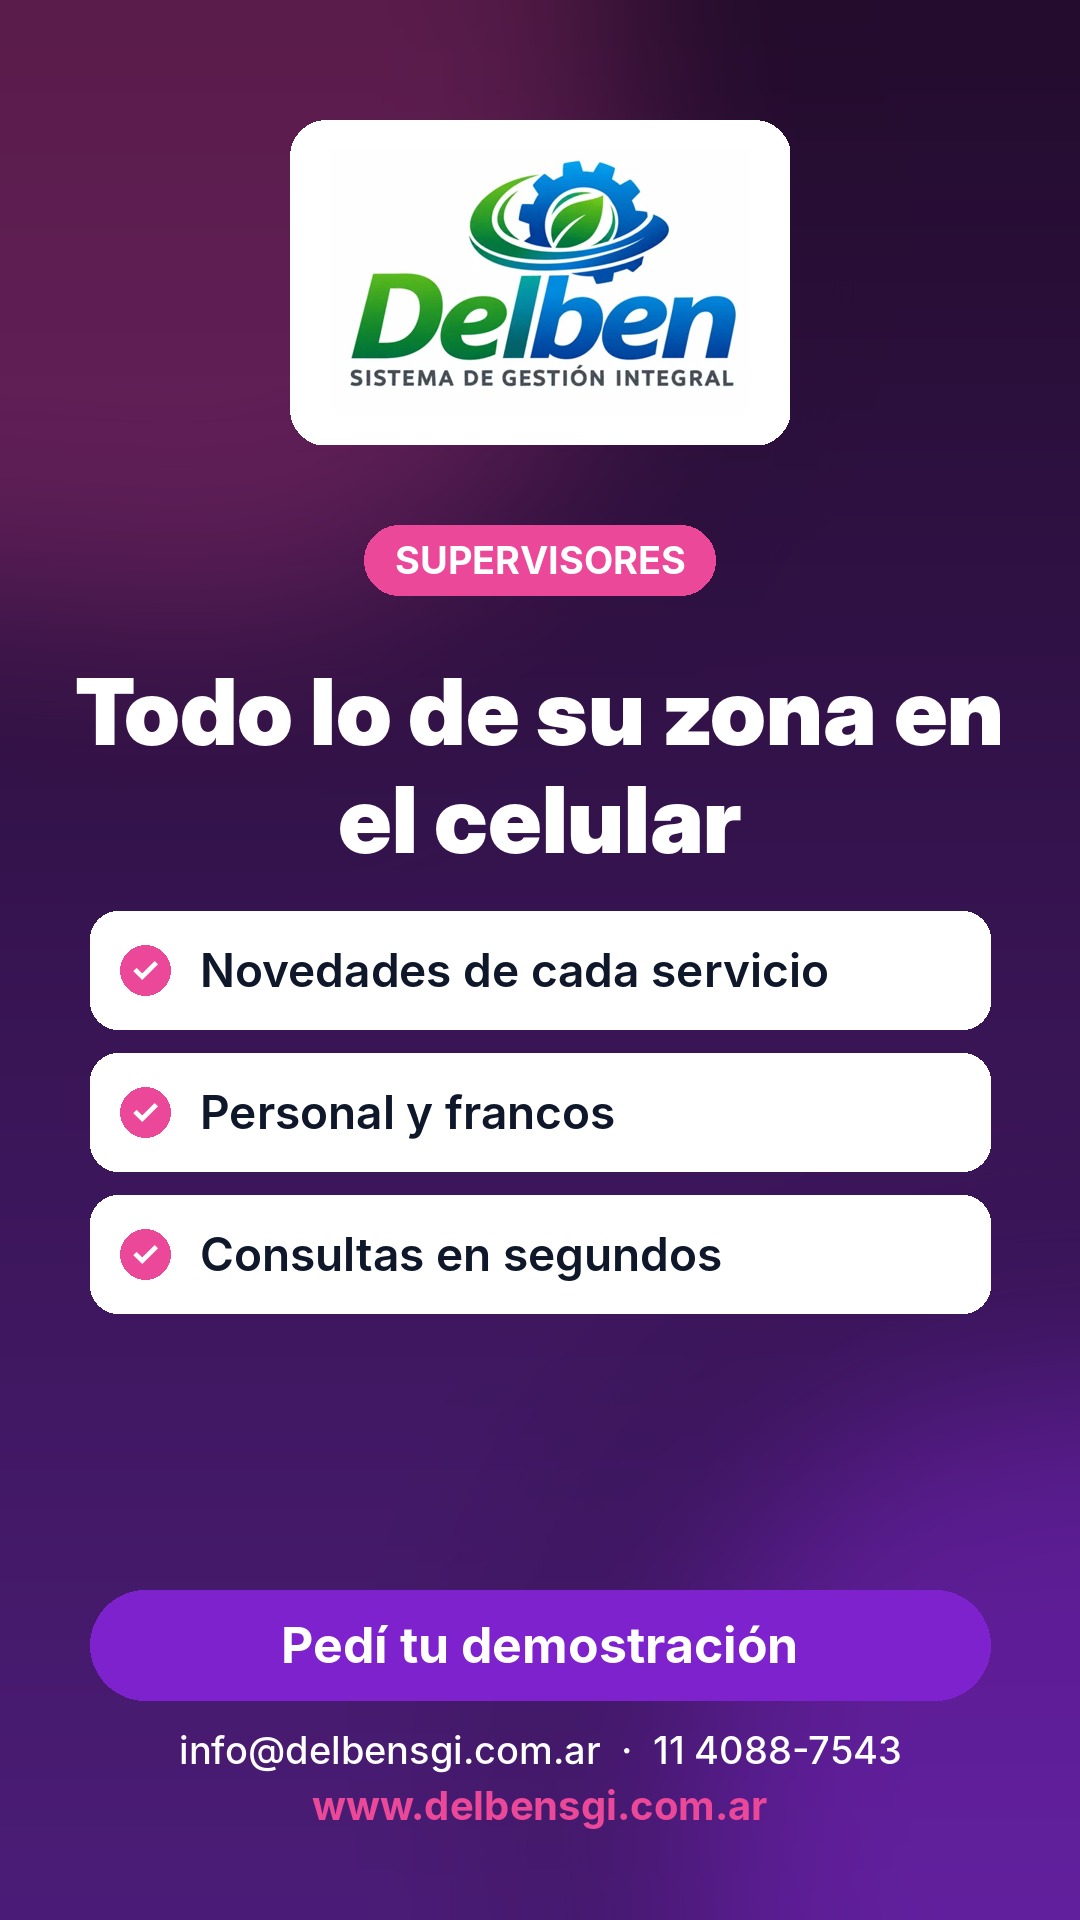 Delben
SISTEMA DE GESTIÓN INTEGRAL
SUPERVISORES
Todo lo de su zona en
el celular
Novedades de cada servicio
Personal y francos
Consultas en segundos
Pedí tu demostración
info@delbensgi.com.ar · 11 4088-7543
www.delbensgi.com.ar